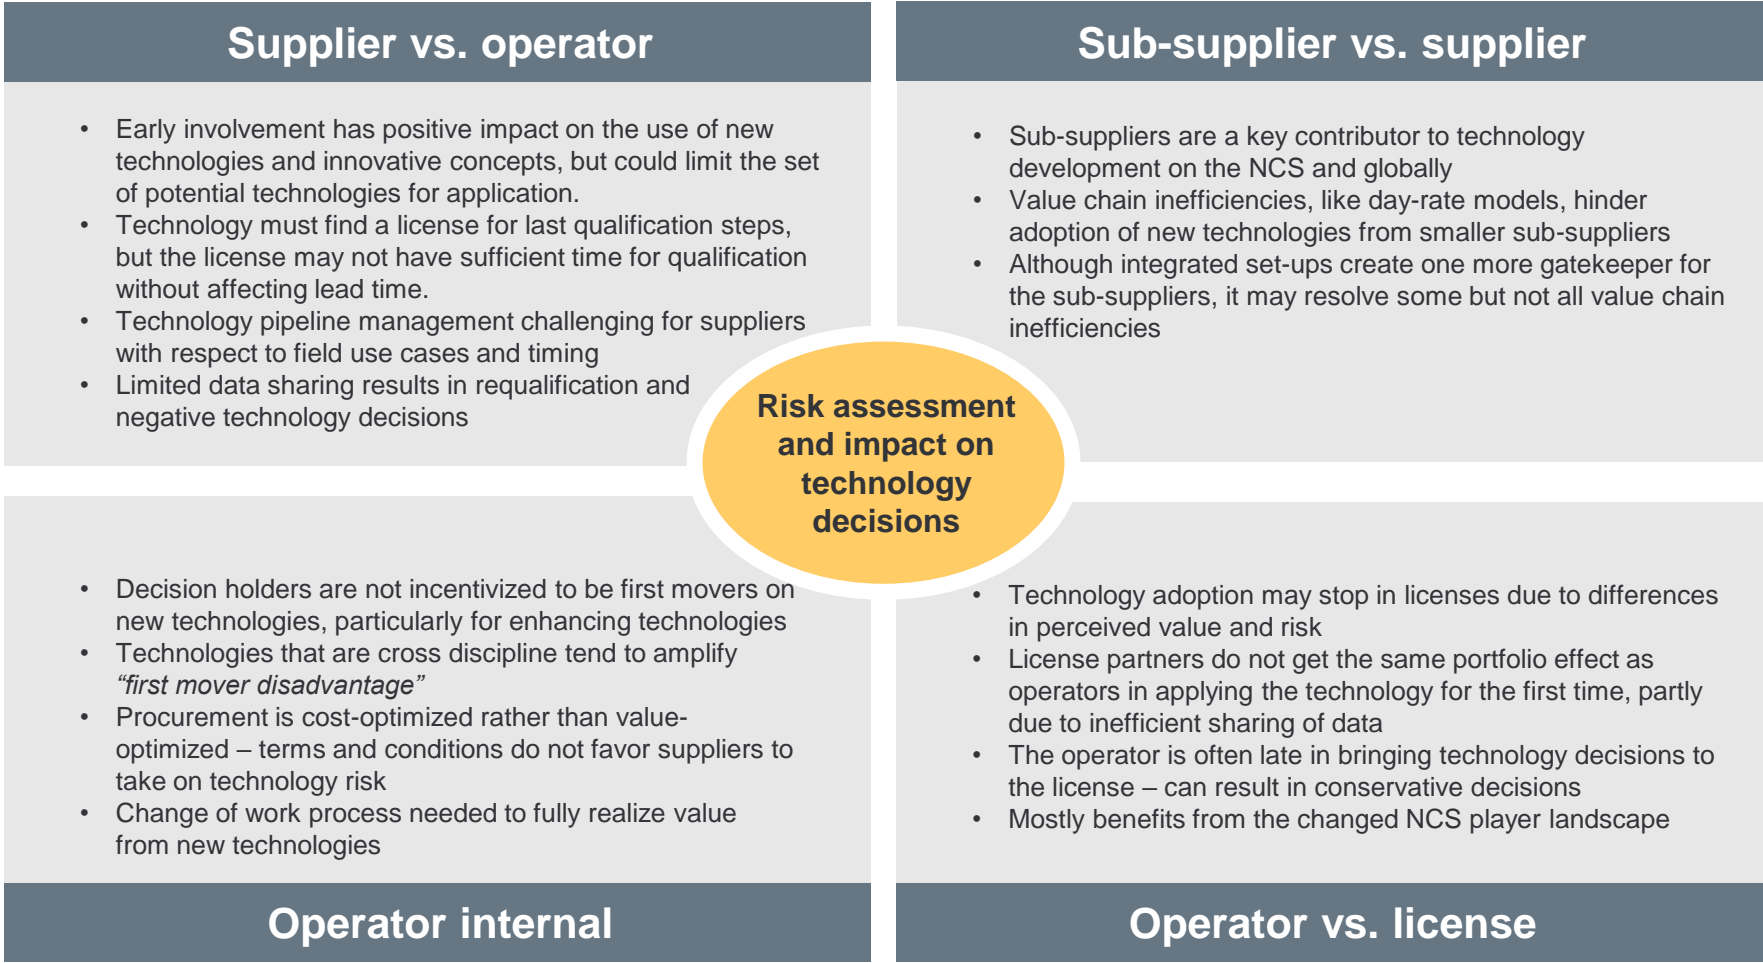 Supplier vs. operator
• Early involvement has positive impact on the use of new
technologies and innovative concepts, but could limit the set
of potential technologies for application.
• Technology must find a license for last qualification steps,
but the license may not have sufficient time for qualification
without affecting lead time.
• Technology pipeline management challenging for suppliers
with respect to field use cases and timing
• Limited data sharing results in requalification and
negative technology decisions
Sub-supplier vs. supplier
• Sub-suppliers are a key contributor to technology
development on the NCS and globally
• Value chain inefficiencies, like day-rate models, hinder
adoption of new technologies from smaller sub-suppliers
• Although integrated set-ups create one more gatekeeper for
the sub-suppliers, it may resolve some but not all value chain
inefficiencies
Risk assessment
and impact on
technology
decisions
• Decision holders are not incentivized to be first movers on
new technologies, particularly for enhancing technologies
• Technologies that are cross discipline tend to amplify
“first mover disadvantage”
• Procurement is cost-optimized rather than value-
optimized – terms and conditions do not favor suppliers to
take on technology risk
• Change of work process needed to fully realize value
from new technologies
Operator internal
• Technology adoption may stop in licenses due to differences
in perceived value and risk
• License partners do not get the same portfolio effect as
operators in applying the technology for the first time, partly
due to inefficient sharing of data
• The operator is often late in bringing technology decisions to
the license – can result in conservative decisions
• Mostly benefits from the changed NCS player landscape
Operator vs. license